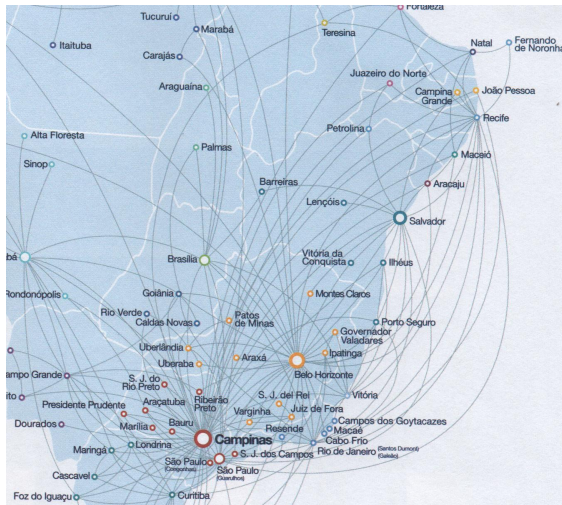 Fortaleza
Tucuruí
Marabá
Teresina
Itaituba
Carajás
Natal
Fernando
de Noronha
Araguaína
Juazeiro do Norte
Campina
Grande
João Pessoa
Recife
Petrolina
Alta Floresta
Palmas
Sinop
Maceió
Barreiras
Aracaju
Lençóis
Salvador
bá
Brasília
Vitória da
Conquista
Ilhéus
Rondonópolis
Goiânia
Montes Claros
Rio Verde
Caldas Novas
Patos
de Minas
Porto Seguro
Governador
Valadares
Uberlândia
Araxá
Ipatinga
Uberaba
Belo Horizonte
ampo Grande
S. J. do
Rio Preto
Ribeirão
Preto
Vitória
ito
Araçatuba
S. J. del Rei
Presidente Prudente
Varginha
Juiz de Fora
Dourados
Marília
Bauru
Campos dos Goytacazes
Resende
Macaé
Campinas
Cabo Frio
Maringá
Londrina
Rio de Janeiro
(Santos Dumont)
(Galeão)
São Paulo
(Congonhas)
S. J. dos Campos
São Paulo
(Guarulhos)
Cascavel
Foz do Iguaçu
Curitiba